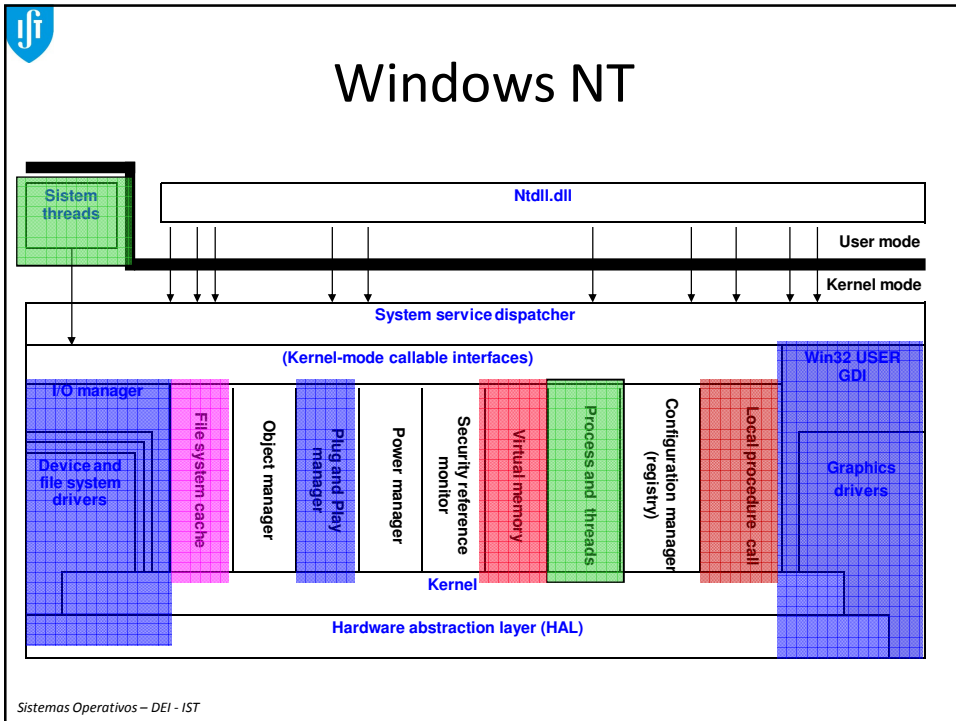 ift
Windows NT
Sistem
threads
Ntdll.dll
User mode
Kernel mode
System service dispatcher
(Kernel-mode callable interfaces)
Win32 USER
GDI
I/O manager
Device and
file system
drivers
File system cache
Object manager
Plug and Play
manager
Power manager
Security reference
monitor
Virtual memory
Process and threads
Configuration manager
(registry)
Local procedure call
Graphics
drivers
Kernel
Hardware abstraction layer (HAL)
Sistemas Operativos – DEI - IST